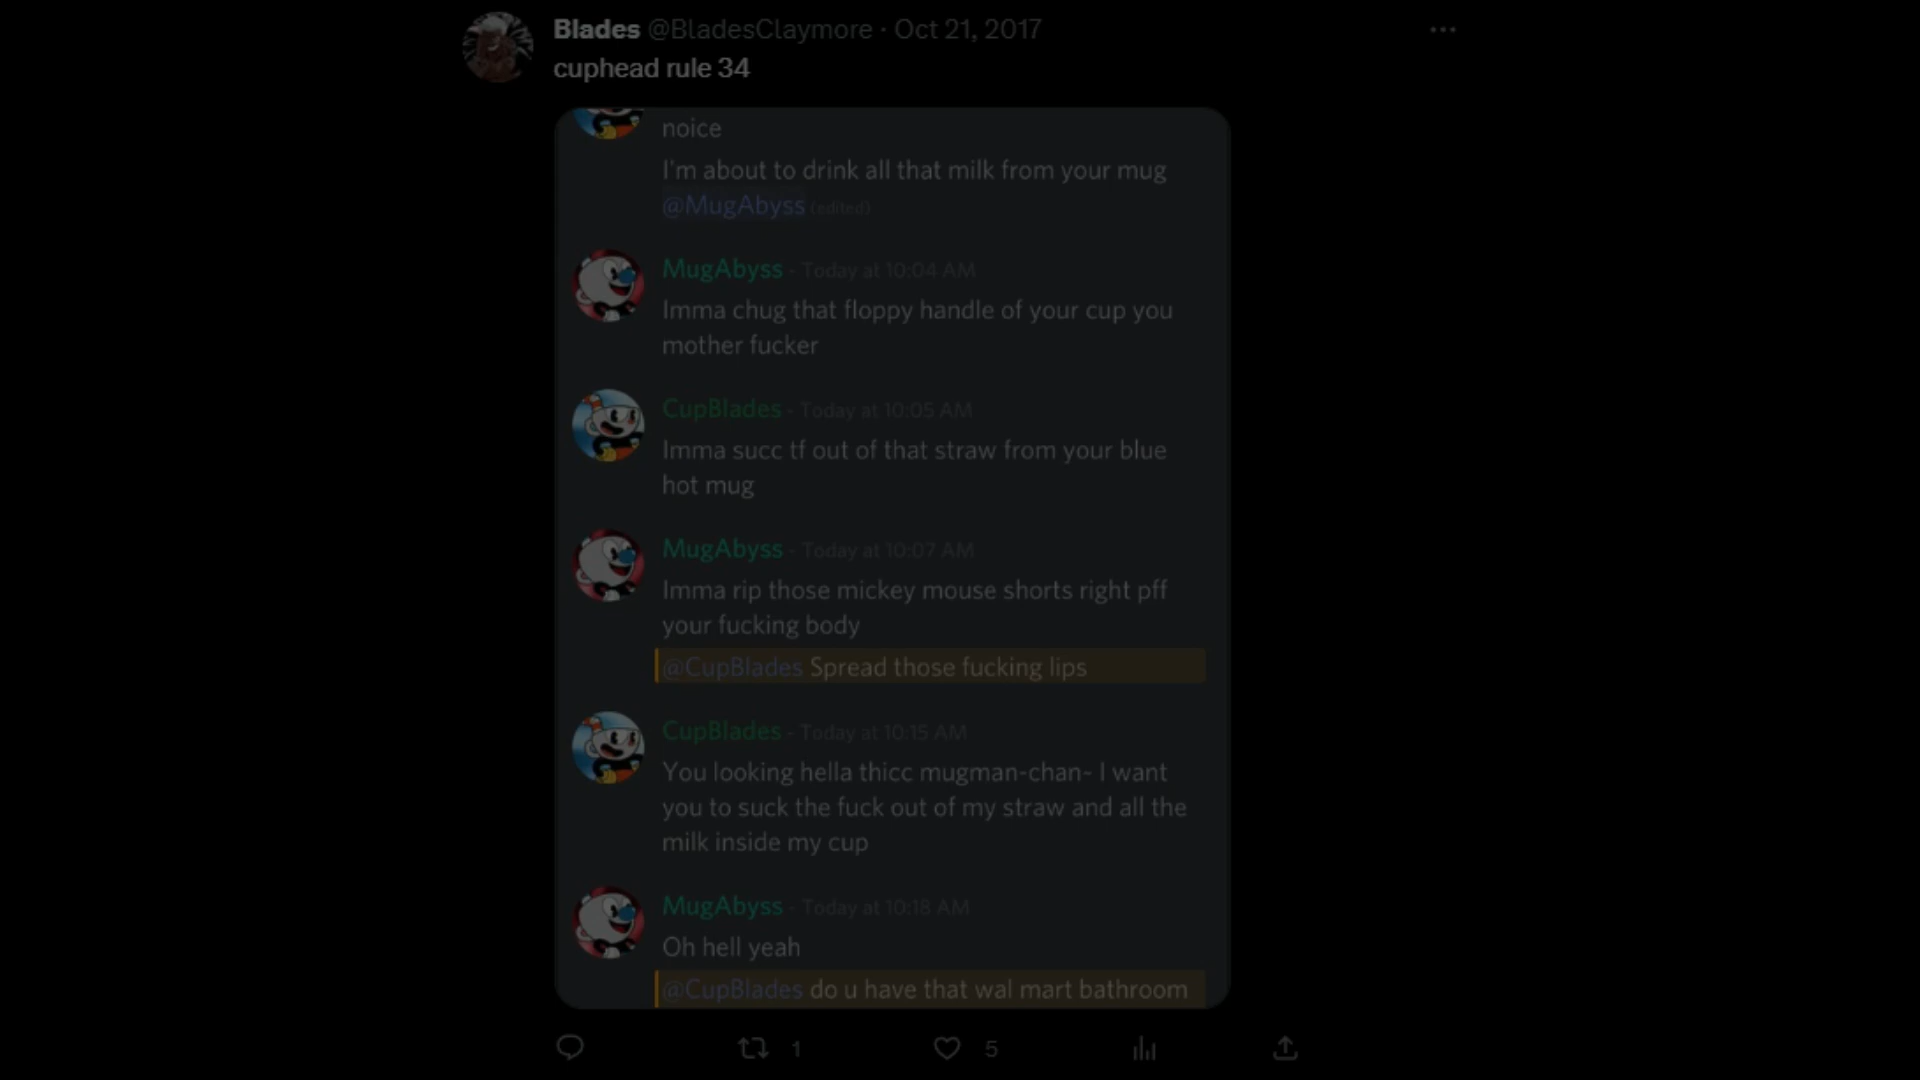 Blades @BladesClaymore · Oct 21, 2017
cuphead rule 34
noice
I'm about to drink all that milk from your mug
@MugAbyss (edited)
MugAbyss - Today at 10:04 AM
Imma chug that floppy handle of your cup you
mother fucker
CupBlades - Today at 10:05 AM
Imma succ tf out of that straw from your blue
hot mug
MugAbyss - Today at 10:07 AM
Imma rip those mickey mouse shorts right pff
your fucking body
@CupBlades Spread those fucking lips
CupBlades - Today at 10:15 AM
You looking hella thicc mugman-chan- I want
you to suck the fuck out of my straw and all the
milk inside my cup
MugAbyss - Today at 10:18 AM
Oh hell yeah
@CupBlades do u have that wal mart bathroom
1 5